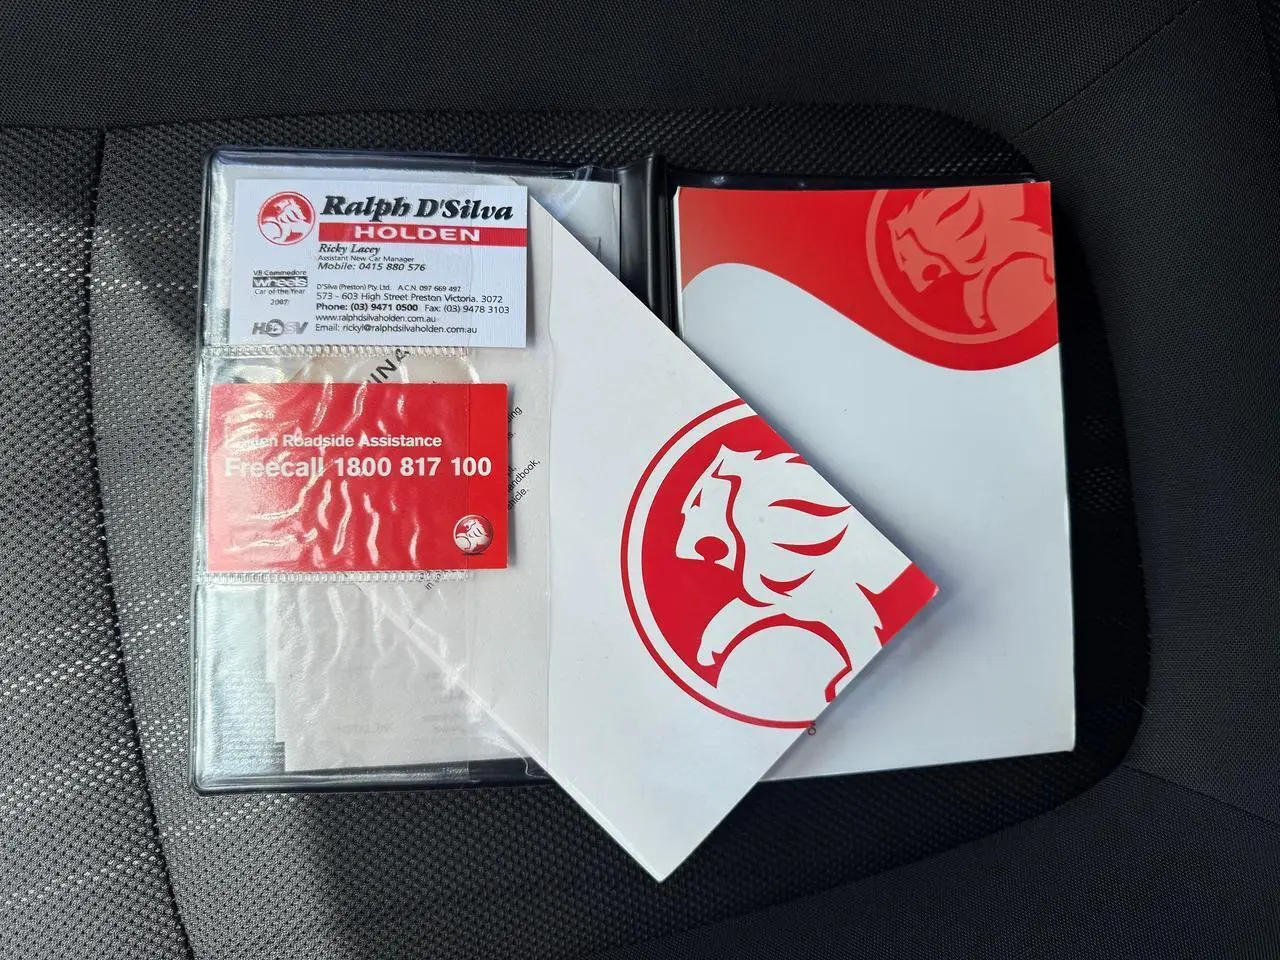 Ralph D'Silva
HOLDEN
Ricky Lacey
Assistant New Car Manager
Mobile: 0415 880 576
VE Commodore
wheels
Car of the Year
2007
D'Silva (Preston) Pty. Ltd. A.C.N. 097 669 497
573 - 603 High Street Preston Victoria. 3072
Phone: (03) 9471 0500 Fax: (03) 9478 3103
www.ralphdsilvaholden.com.au
HSV
Email: rickyl@ralphdsilvaholden.com.au
Roadside Assistance
Freecall 1800 817 100